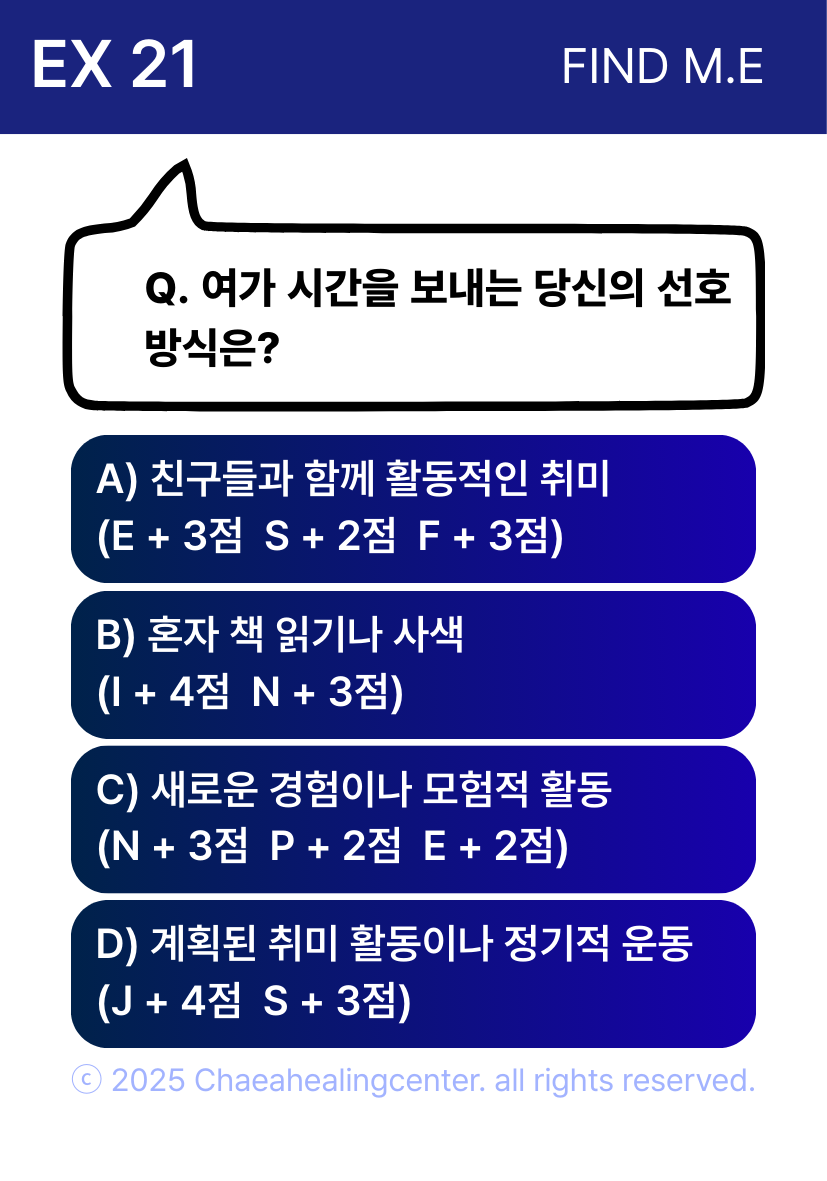 EX 21
FIND M.E
Q. 여가 시간을 보내는 당신의 선호
방식은?
A) 친구들과 함께 활동적인 취미
(E + 3점 S + 2점 F + 3점)
B) 혼자 책 읽기나 사색
(I + 4점 N + 3점)
C) 새로운 경험이나 모험적 활동
(N + 3점 P + 2점 E + 2점)
D) 계획된 취미 활동이나 정기적 운동
(J + 4점 S + 3점)
ⓒ 2025 Chaeahealingcenter. all rights reserved.